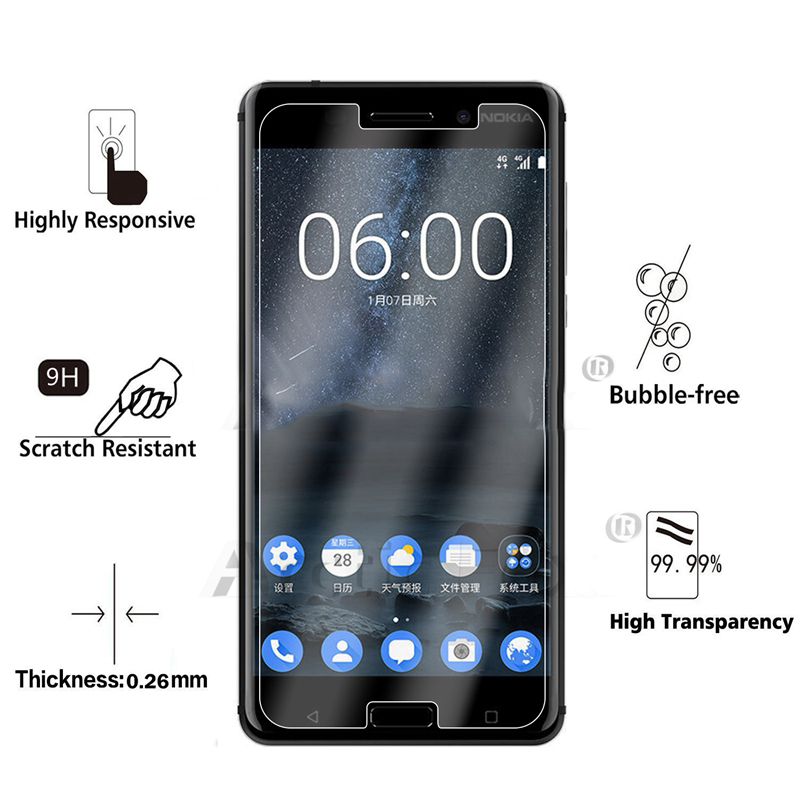 NOKIA
4G 4G
06:00
1月07日周六
Highly Responsive
9H
Scratch Resistant
Thickness:0.26mm
®
Bubble-free
®
99.99%
High Transparency
星期三
28
设置 日历 天气预报 文件管理 系统工具